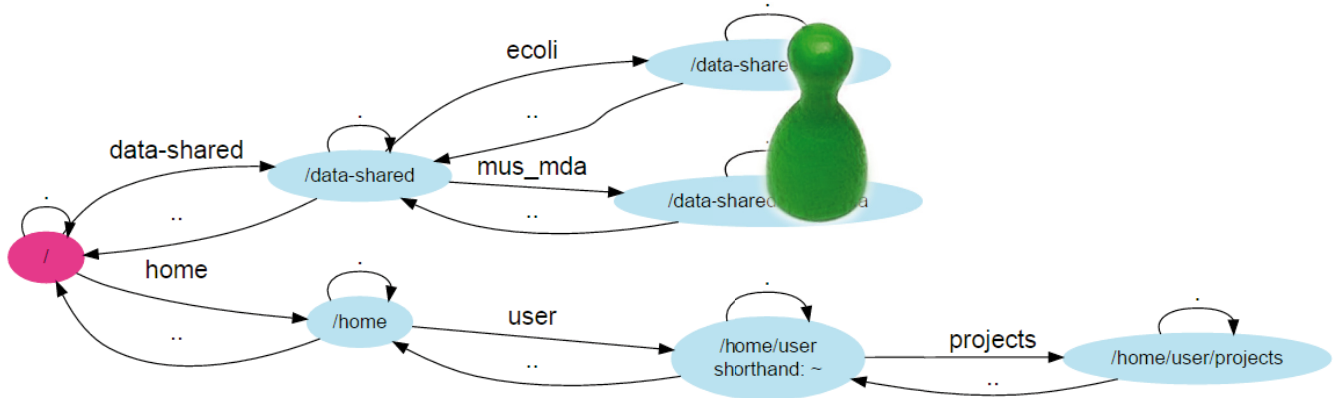 .
ecoli
/data-share
..
.
data-shared
/data-shared
mus_mda
.
/data-shared
a
..
.
..
/
home
.
/home
user
.
/home/user
shorthand: ~
projects
.
/home/user/projects
..
..
..